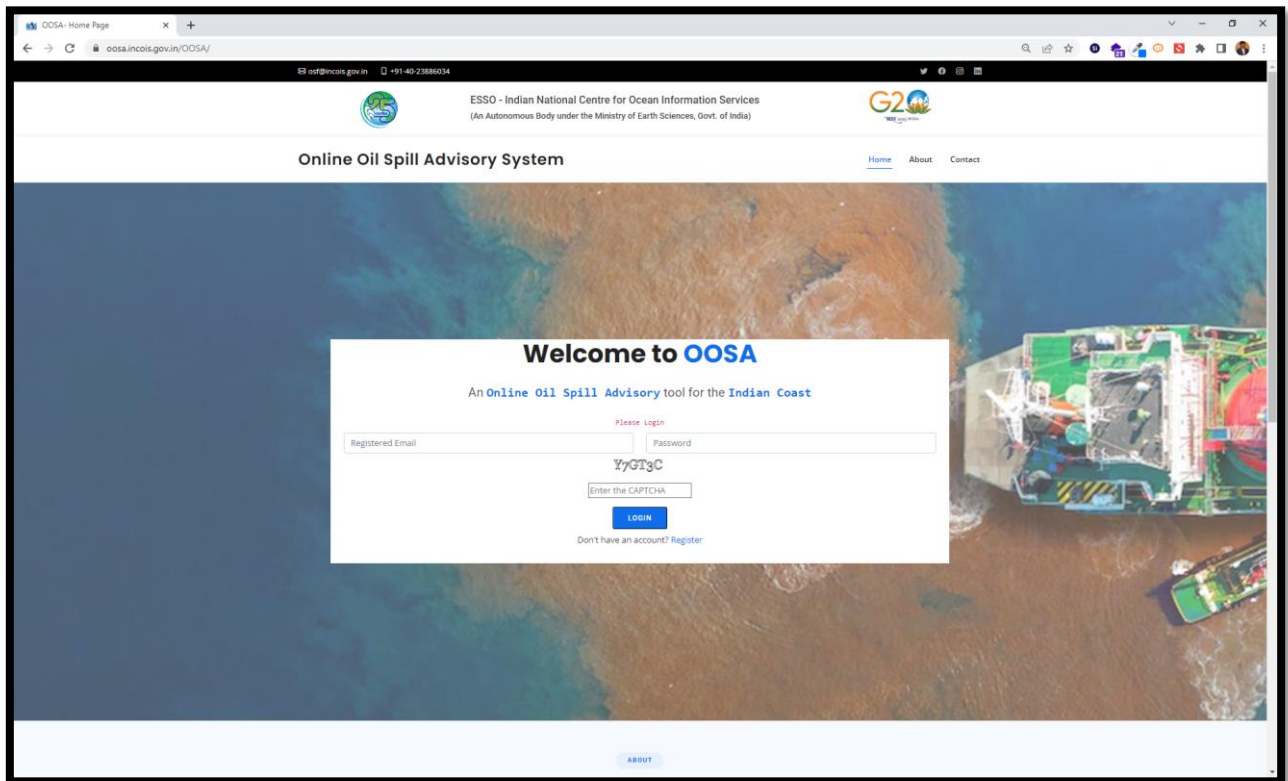 OOSA- Home Page
oosa.incois.gov.in/OOSA/
21
osf@incois.gov.in +91-40-23886034
ESSO - Indian National Centre for Ocean Information Services
(An Autonomous Body under the Ministry of Earth Sciences, Govt. of India)
G20
Online Oil Spill Advisory System
Home About Contact
Welcome to OOSA
An Online Oil Spill Advisory tool for the Indian Coast
Please Login
Registered Email Password
Y7GT3C
Enter the CAPTCHA
LOGIN
Don't have an account? Register
ABOUT